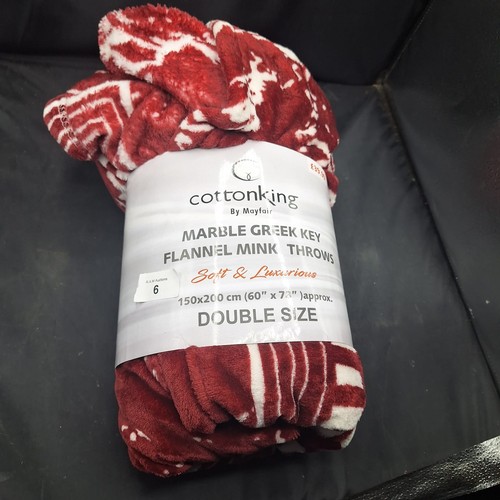 cottonking
By Mayfair
MARBLE GREEK KEY
FLANNEL MINK THROWS
Soft & Luxurious
150x200 cm (60" x 78" )approx.
DOUBLE SIZE
6